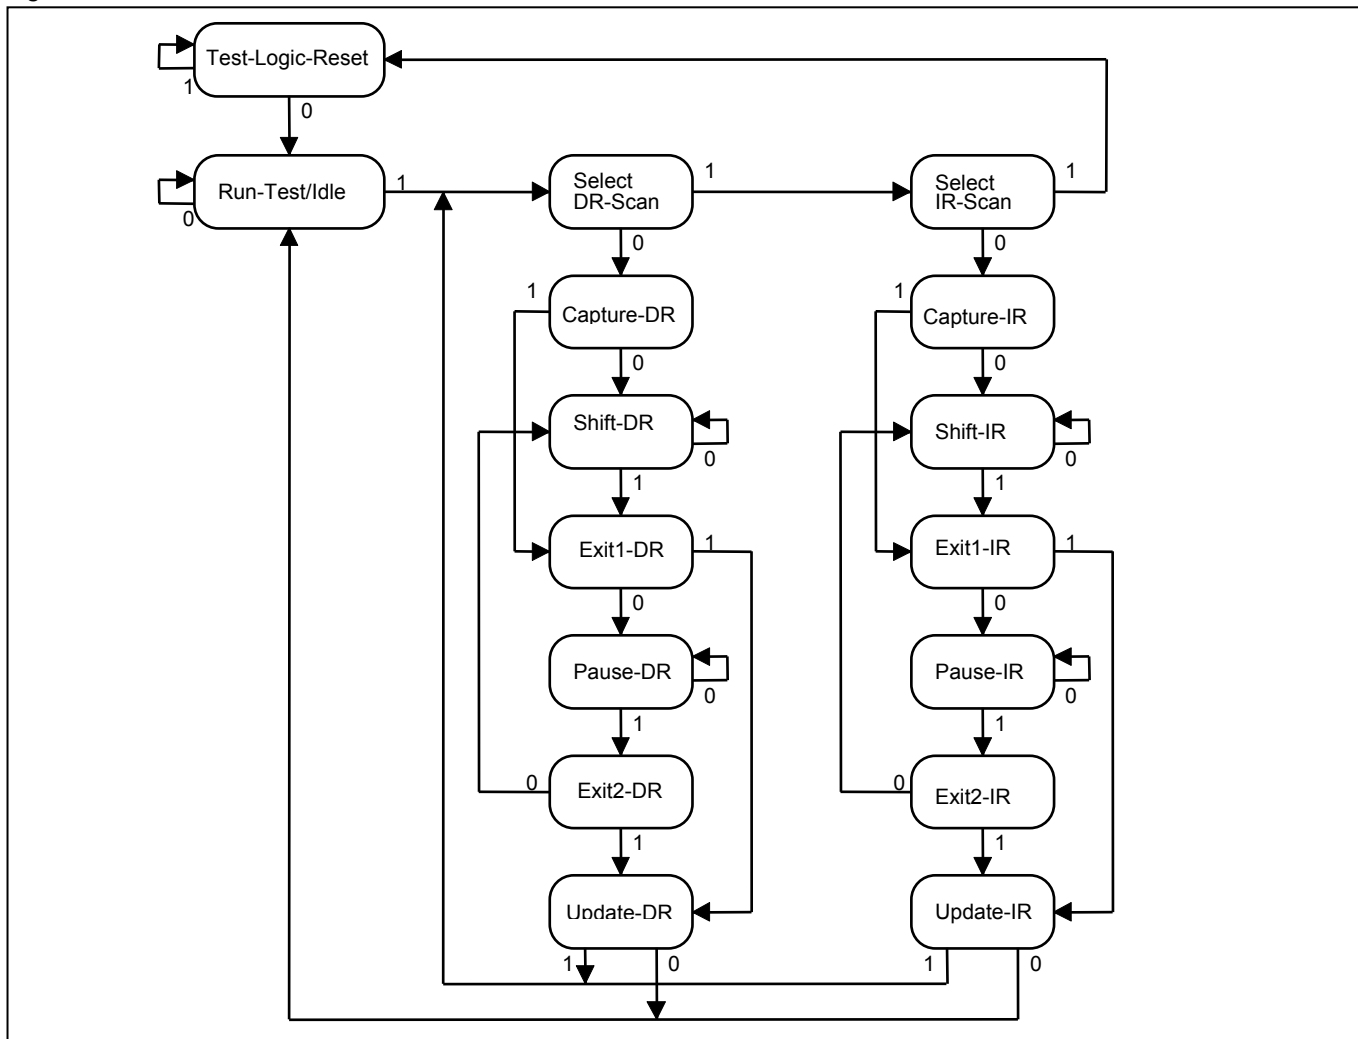 Test-Logic-Reset
1
0
Run-Test/Idle
1
0
Select
DR-Scan
1
0
Select
IR-Scan
1
0
1
Capture-DR
0
1
Capture-IR
0
Shift-DR
0
1
Shift-IR
0
1
Exit1-DR
1
0
Exit1-IR
1
0
Pause-DR
0
1
Pause-IR
0
1
0
Exit2-DR
1
0
Exit2-IR
1
Update-DR
1
0
Update-IR
1
0